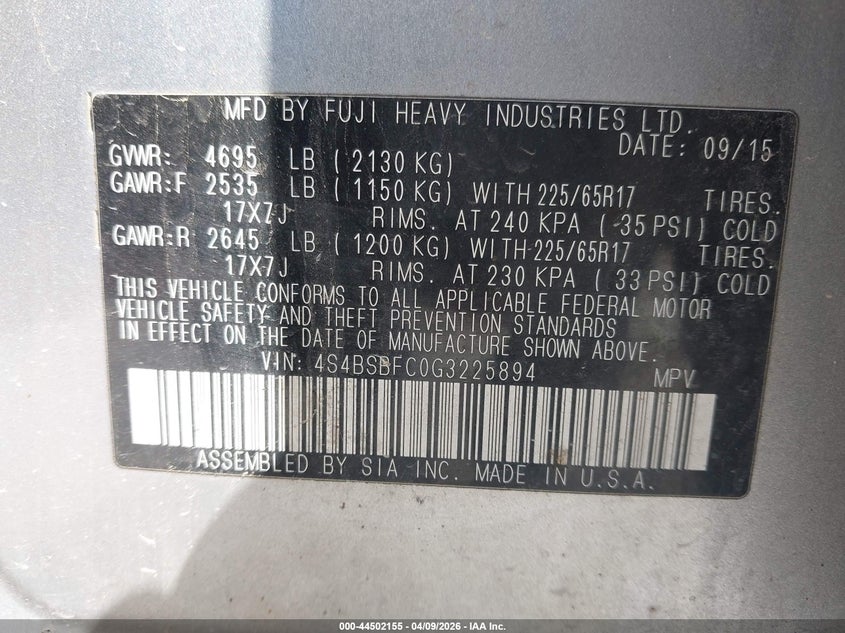 MFD BY FUJI HEAVY INDUSTRIES LTD.
DATE: 09/15
GVWR: 4695 LB (2130 KG)
GAWR:F 2535 LB (1150 KG) WITH 225/65R17 TIRES.
17X7J RIMS. AT 240 KPA ( 35 PSI) COLD
GAWR:R 2645 LB (1200 KG) WITH 225/65R17 TIRES.
17X7J RIMS. AT 230 KPA ( 33 PSI) COLD
THIS VEHICLE CONFORMS TO ALL APPLICABLE FEDERAL MOTOR
VEHICLE SAFETY AND THEFT PREVENTION STANDARDS
IN EFFECT ON THE DATE OF MANUFACTURE SHOWN ABOVE.
VIN: 4S4BSBFC0G3225894 MPV
ASSEMBLED BY SIA INC. MADE IN U.S.A.
000-44502155 - 04/09/2026 - IAA Inc.